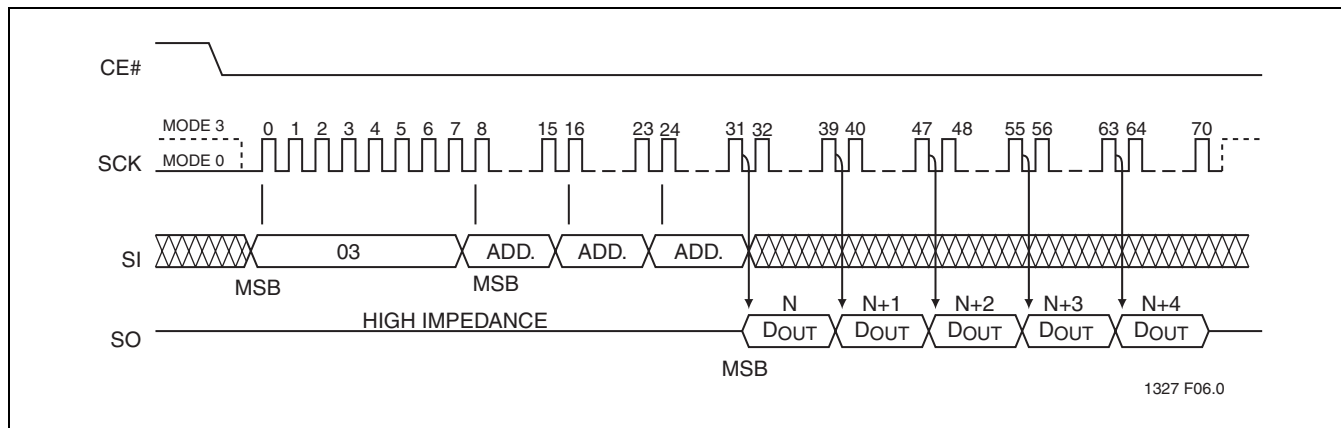 CE#
MODE 3
0 1 2 3 4 5 6 7 8 15 16 23 24 31 32 39 40 47 48 55 56 63 64 70
SCK
MODE 0
SI
03 ADD. ADD. ADD.
MSB MSB
N N+1 N+2 N+3 N+4
HIGH IMPEDANCE
SO
DOUT DOUT DOUT DOUT DOUT
MSB
1327 F06.0